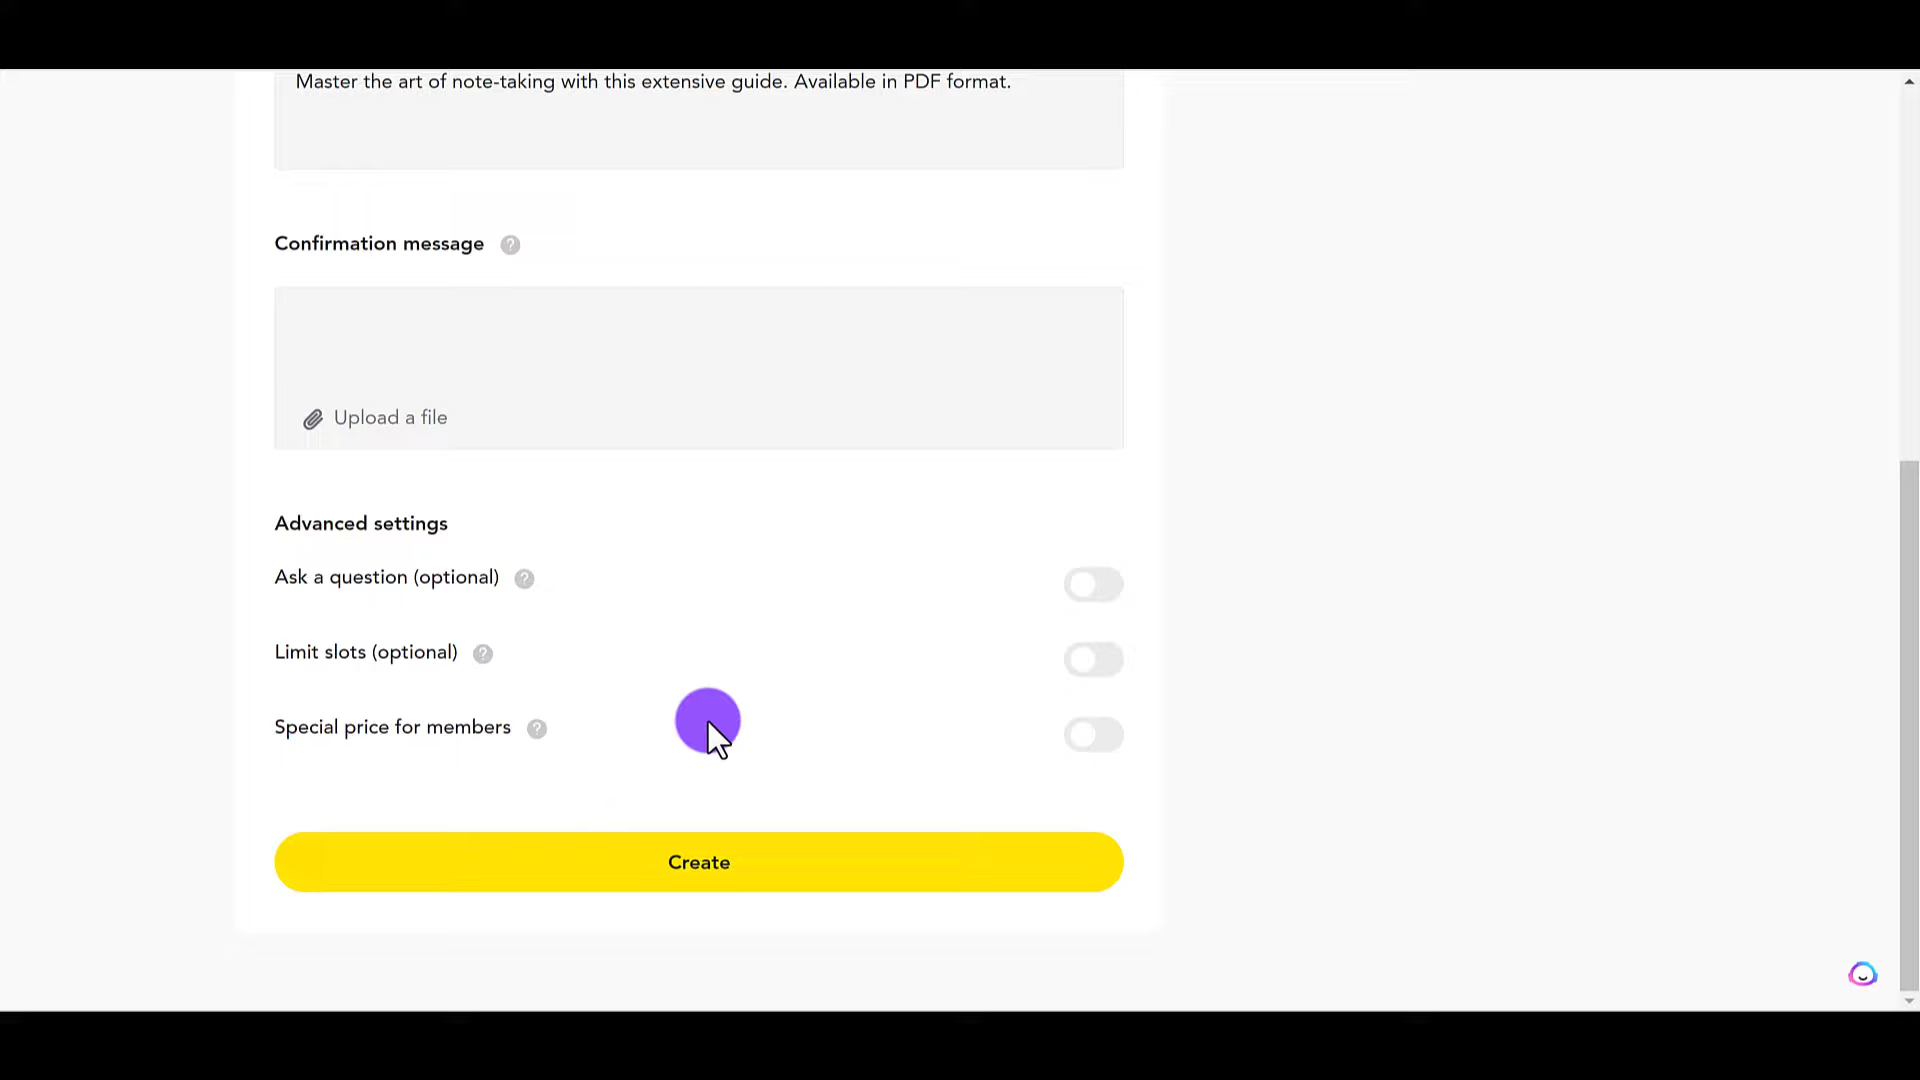 Master the art of note-taking with this extensive guide. Available in PDF format.
Confirmation message ?
Upload a file
Advanced settings
Ask a question (optional) ?
Limit slots (optional) ?
Special price for members ?
Create